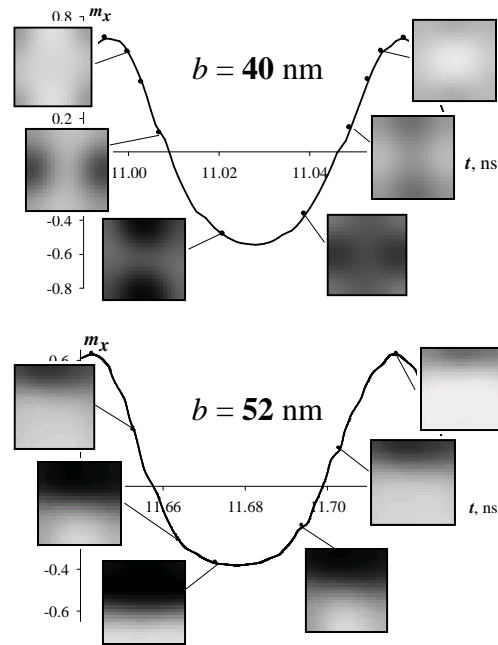 0.8
m_x
b = 40 nm
0.2
11.00
11.02
11.04
t, ns
-0.4
-0.6
-0.8
m_x
0.6
b = 52 nm
11.66
11.68
11.70
t, ns
-0.4
-0.6